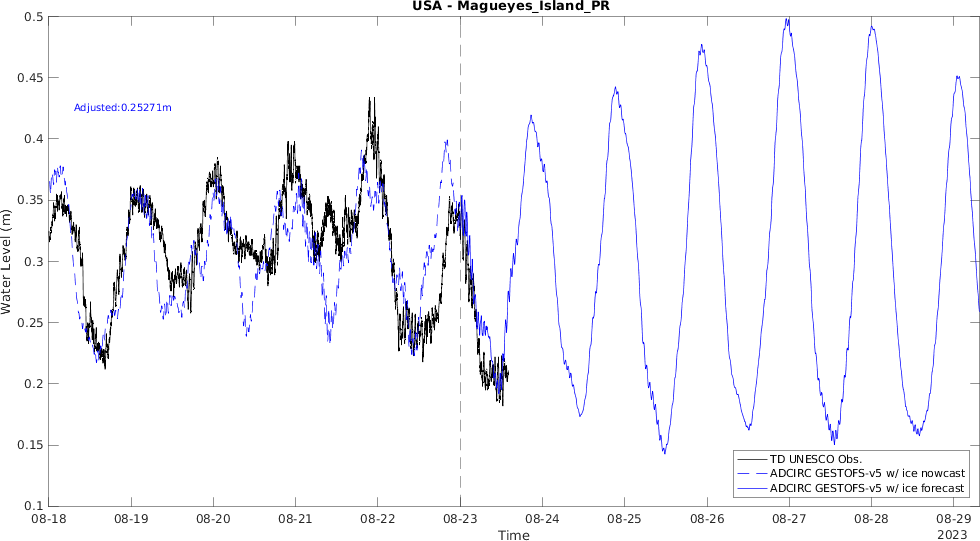 USA - Magueyes_Island_PR
0.5
0.45
0.4
0.35
0.3
0.25
0.2
0.15
0.1
Water Level (m)
Adjusted:0.25271m
TD UNESCO Obs.
ADCIRC GESTOFS-v5 w/ ice nowcast
ADCIRC GESTOFS-v5 w/ ice forecast
08-18 08-19 08-20 08-21 08-22 08-23 08-24 08-25 08-26 08-27 08-28 08-29
Time
2023